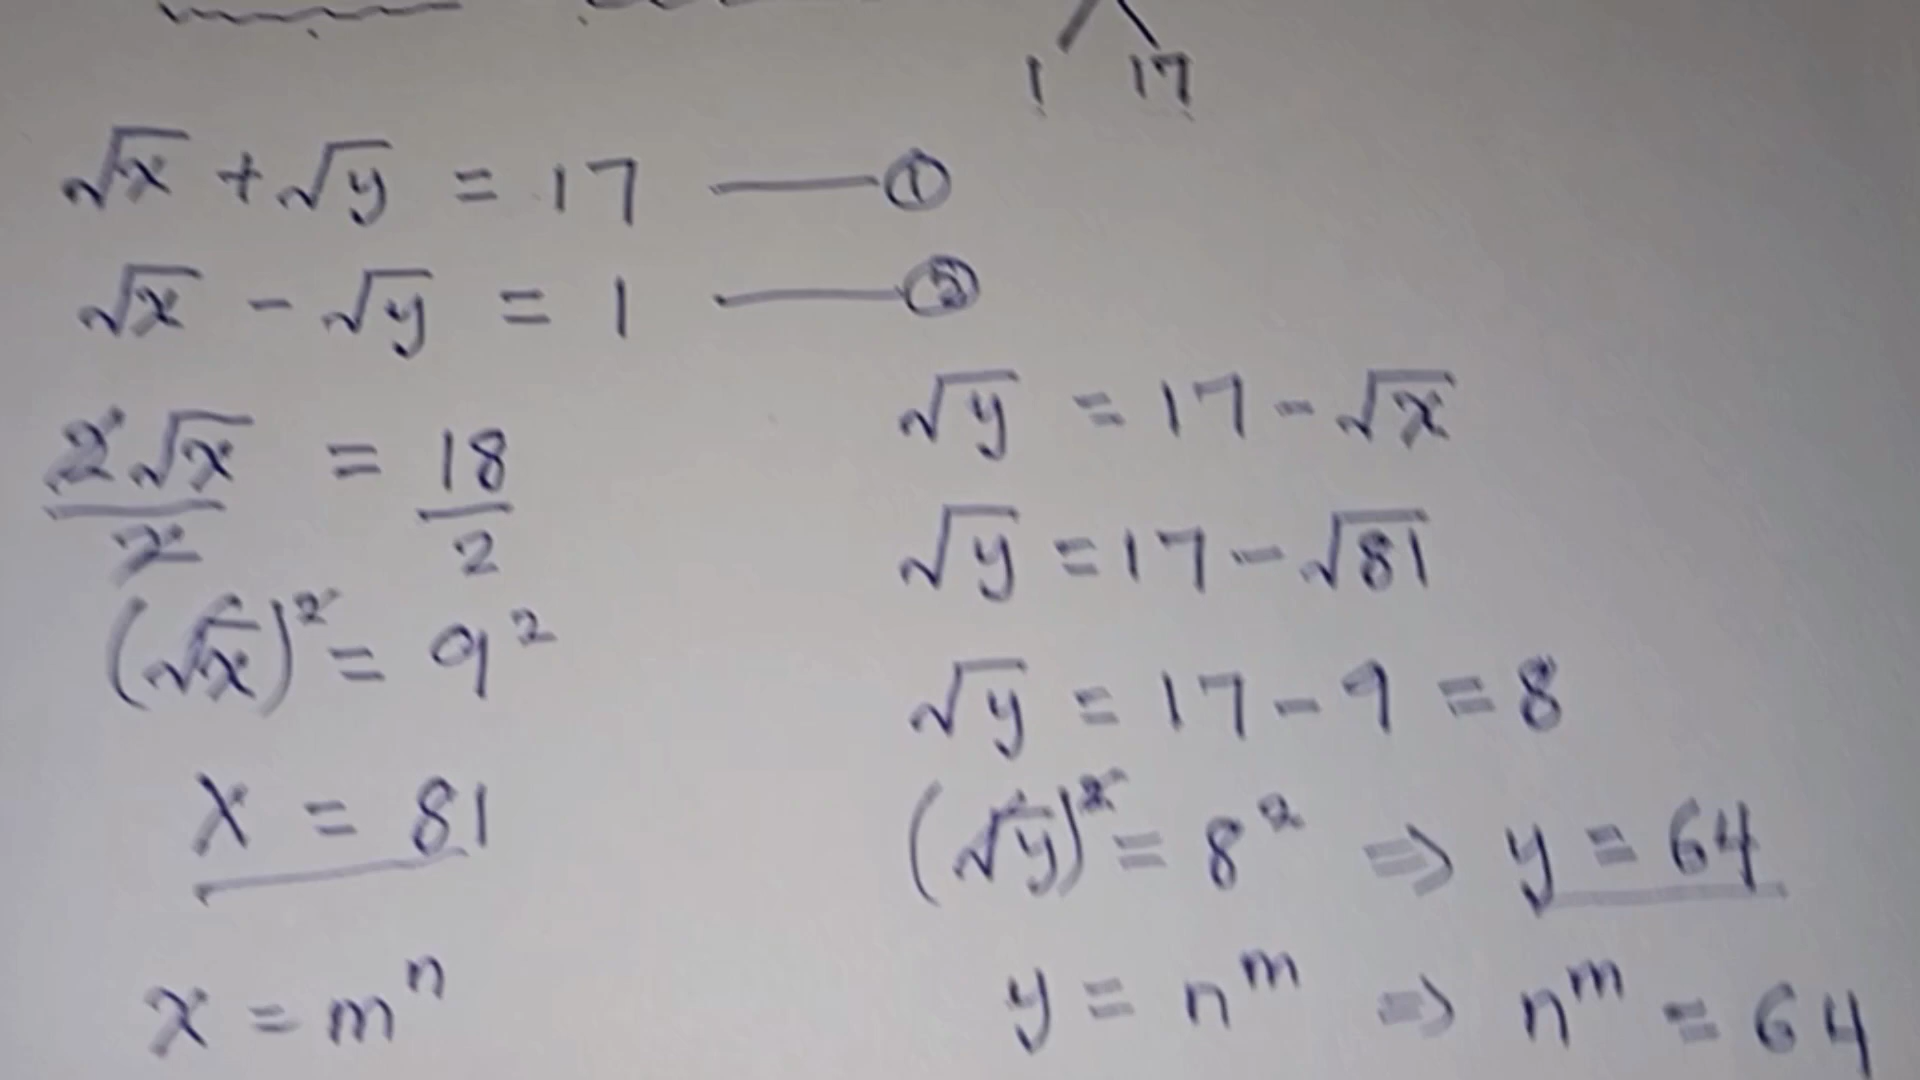 1 17
√x + √y = 17 —— ①
√x - √y = 1 —— ②
2√x / 2 = 18 / 2
(√x)² = 9²
x = 81
x = mⁿ
√y = 17 - √x
√y = 17 - √81
√y = 17 - 9 = 8
(√y)² = 8² ⇒ y = 64
y = nᵐ ⇒ nᵐ = 64